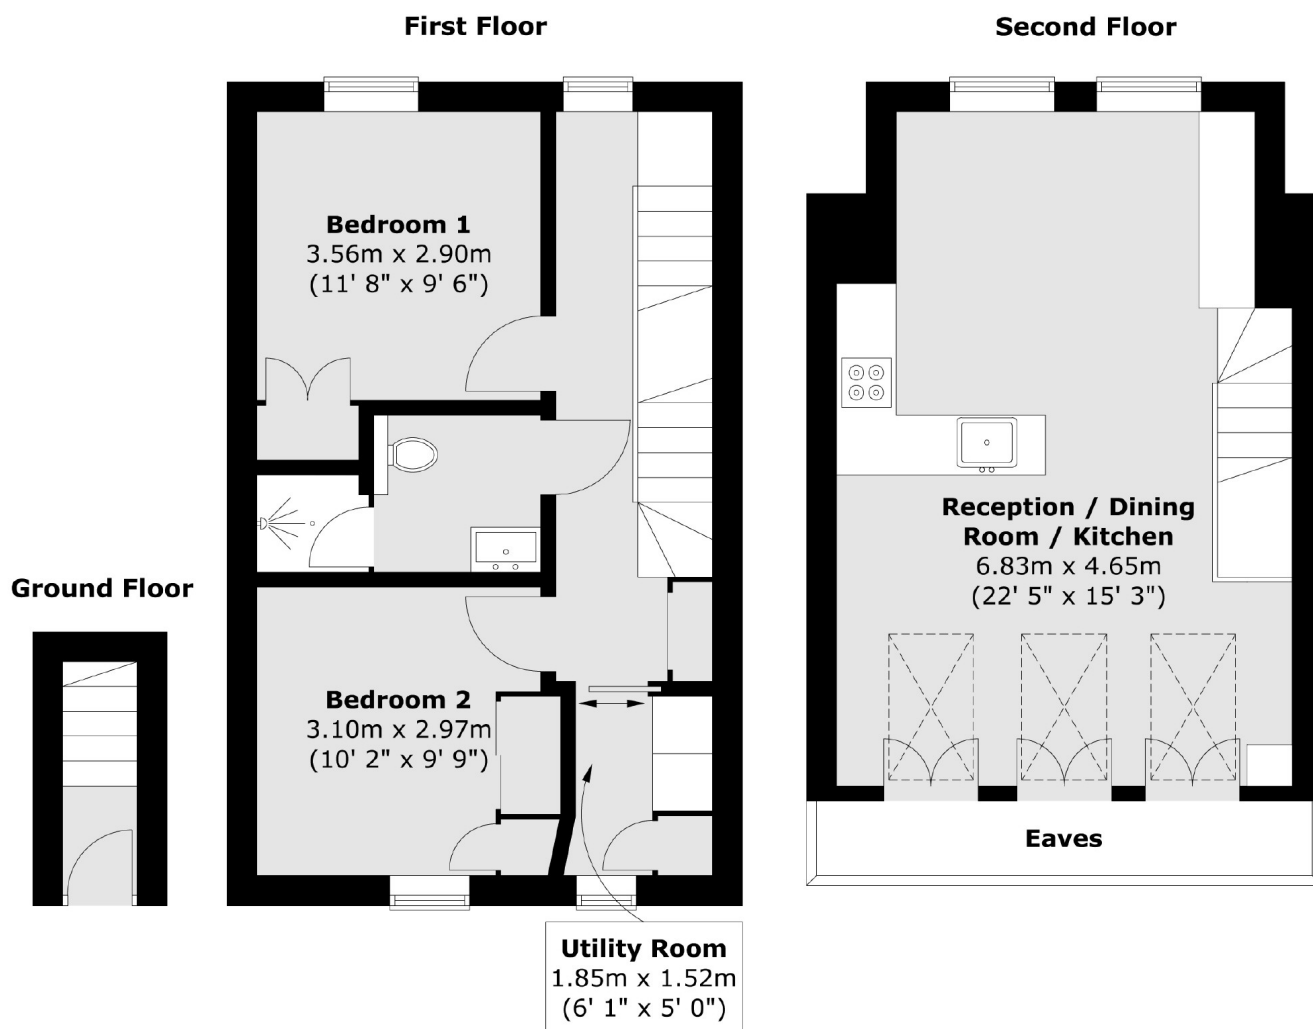 First Floor
Second Floor
Bedroom 1
3.56m x 2.90m
(11' 8" x 9' 6")
Reception / Dining
Room / Kitchen
6.83m x 4.65m
(22' 5" x 15' 3")
Ground Floor
Bedroom 2
3.10m x 2.97m
(10' 2" x 9' 9")
Eaves
Utility Room
1.85m x 1.52m
(6' 1" x 5' 0")